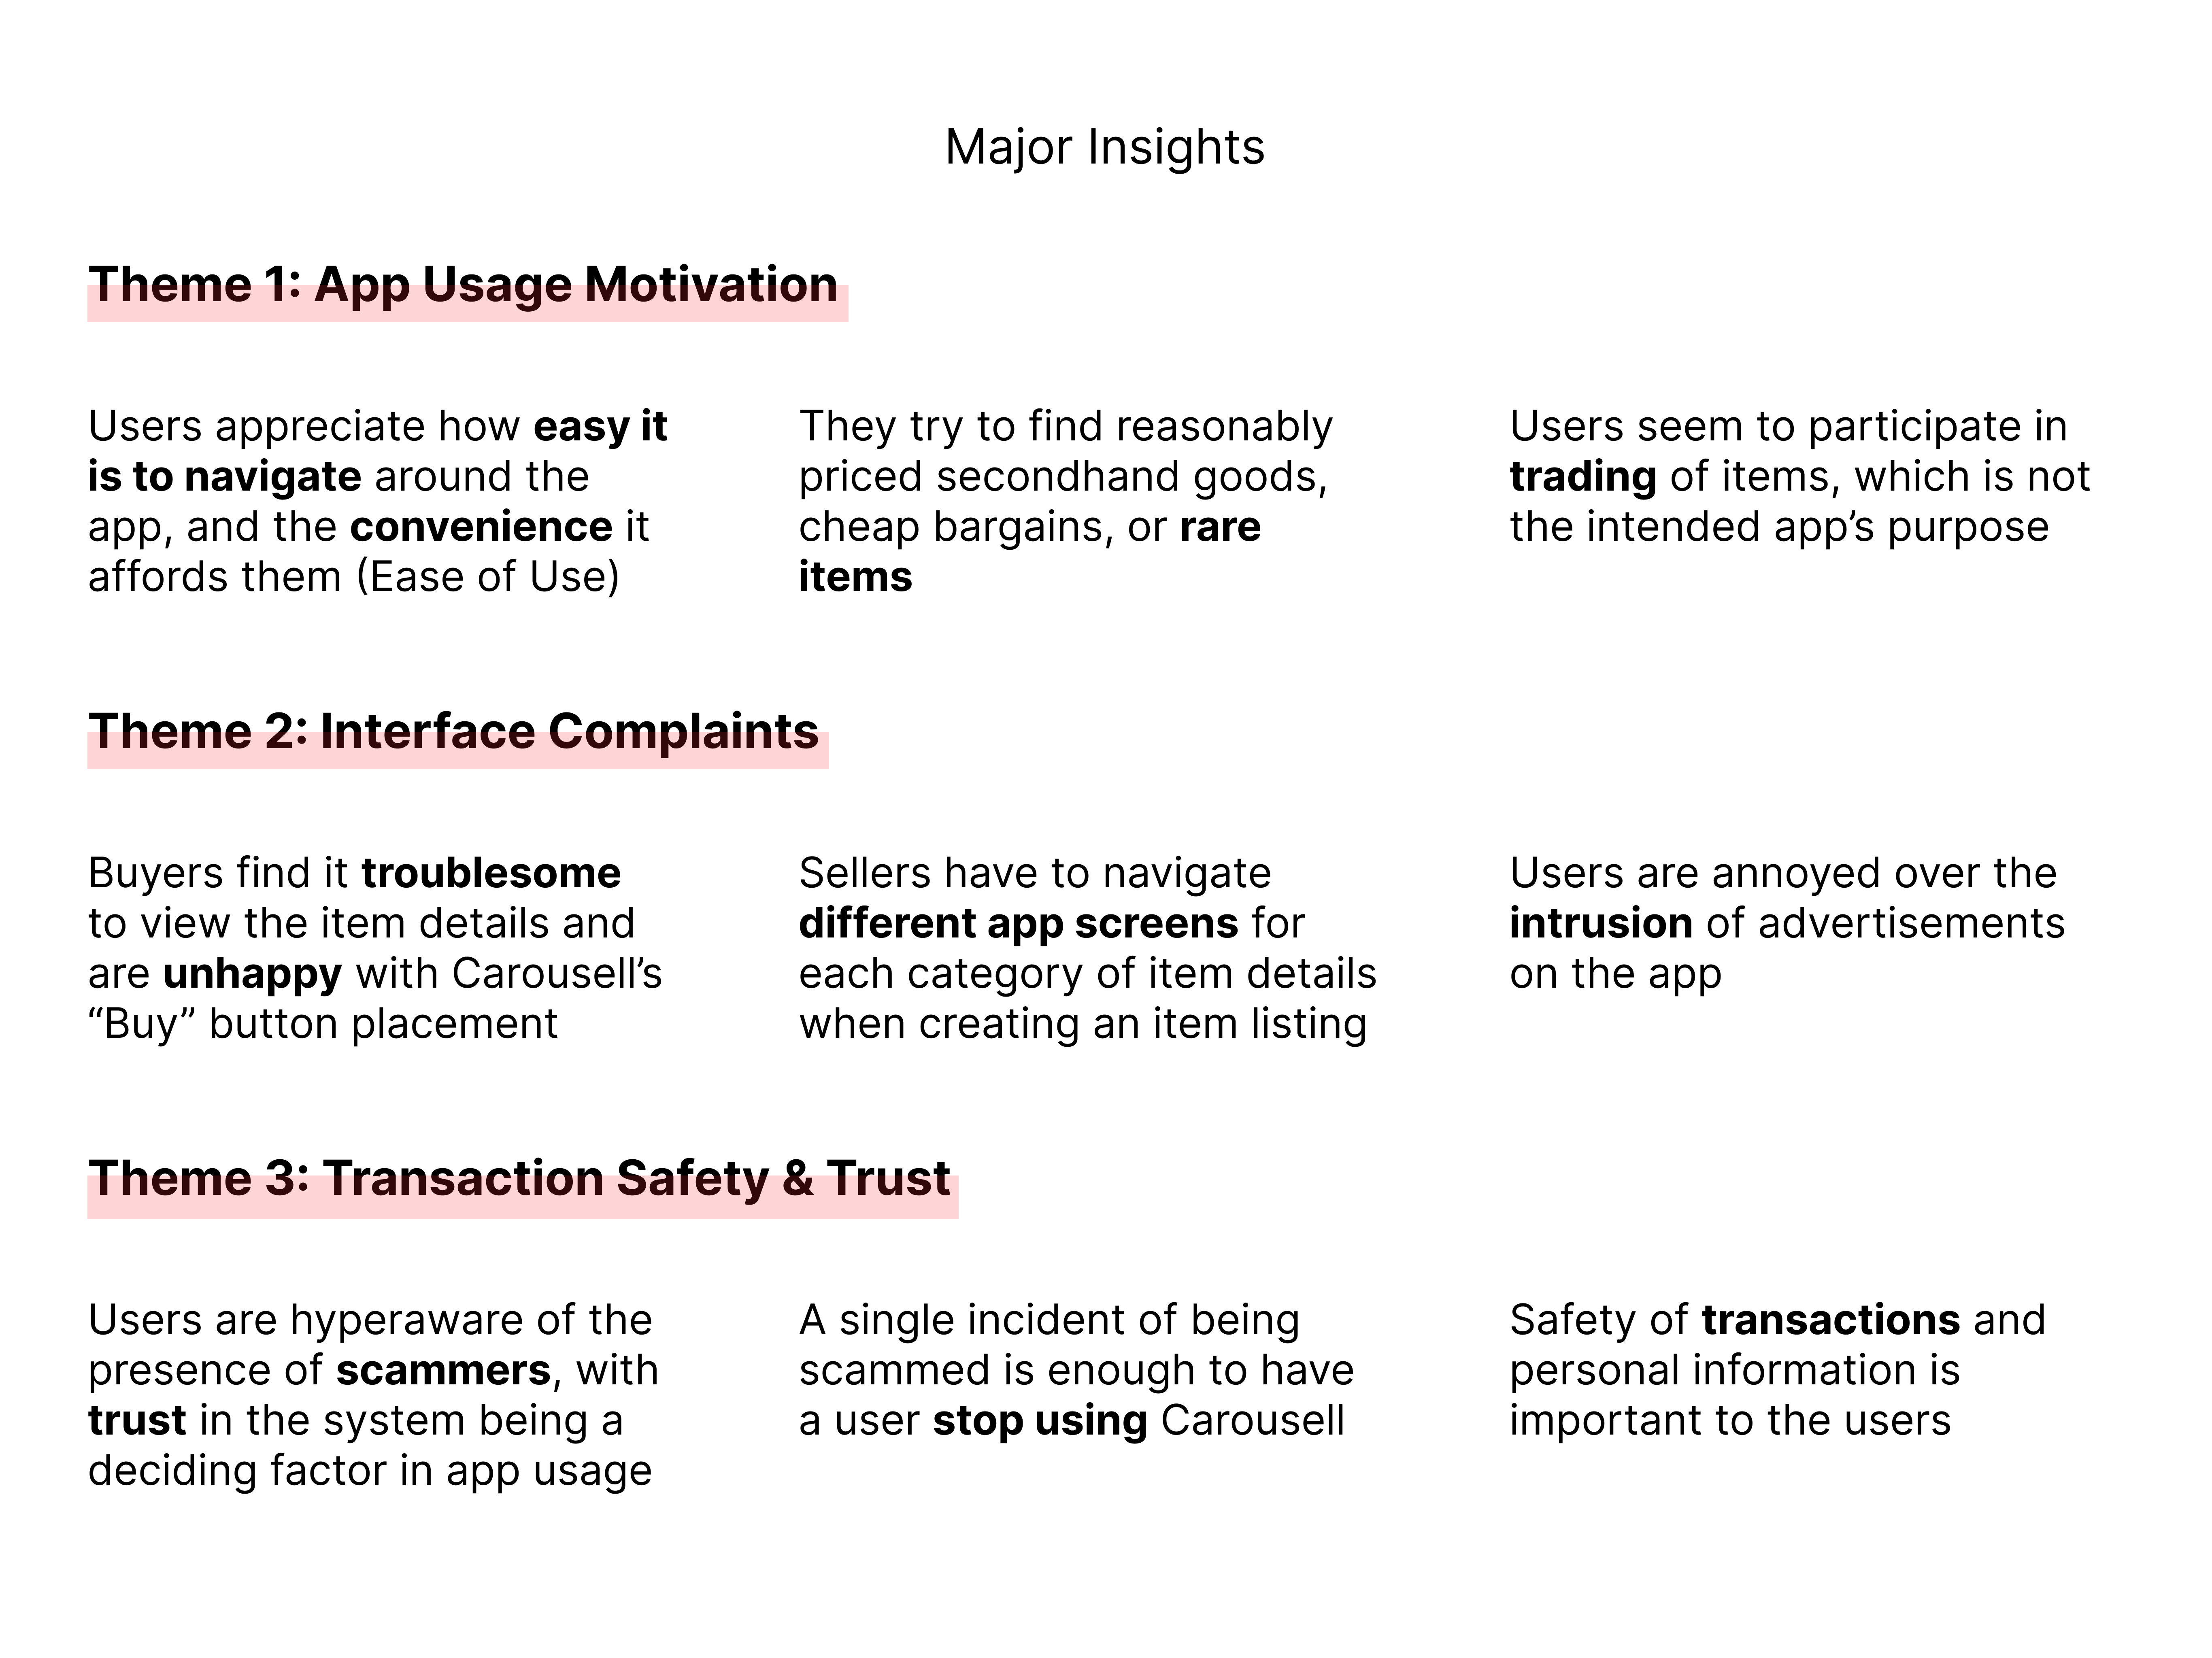 Major Insights
Theme 1: App Usage Motivation
Users appreciate how easy it
is to navigate around the
app, and the convenience it
affords them (Ease of Use)
They try to find reasonably
priced secondhand goods,
cheap bargains, or rare
items
Users seem to participate in
trading of items, which is not
the intended app’s purpose
Theme 2: Interface Complaints
Buyers find it troublesome
to view the item details and
are unhappy with Carousell’s
“Buy” button placement
Sellers have to navigate
different app screens for
each category of item details
when creating an item listing
Users are annoyed over the
intrusion of advertisements
on the app
Theme 3: Transaction Safety & Trust
Users are hyperaware of the
presence of scammers, with
trust in the system being a
deciding factor in app usage
A single incident of being
scammed is enough to have
a user stop using Carousell
Safety of transactions and
personal information is
important to the users